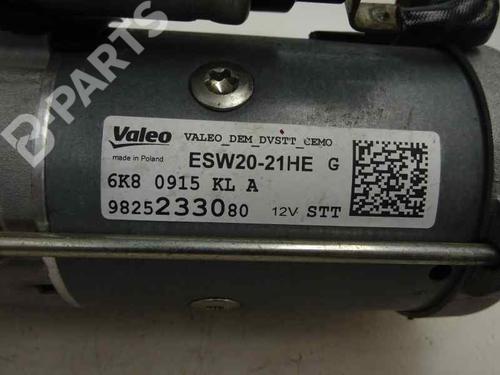 B-PARTS
Valeo VALEO_DEM_DVSTT_CEMO
made in Poland ESW20-21HE G
6K8 0915 KL A
9825233080 12V STT